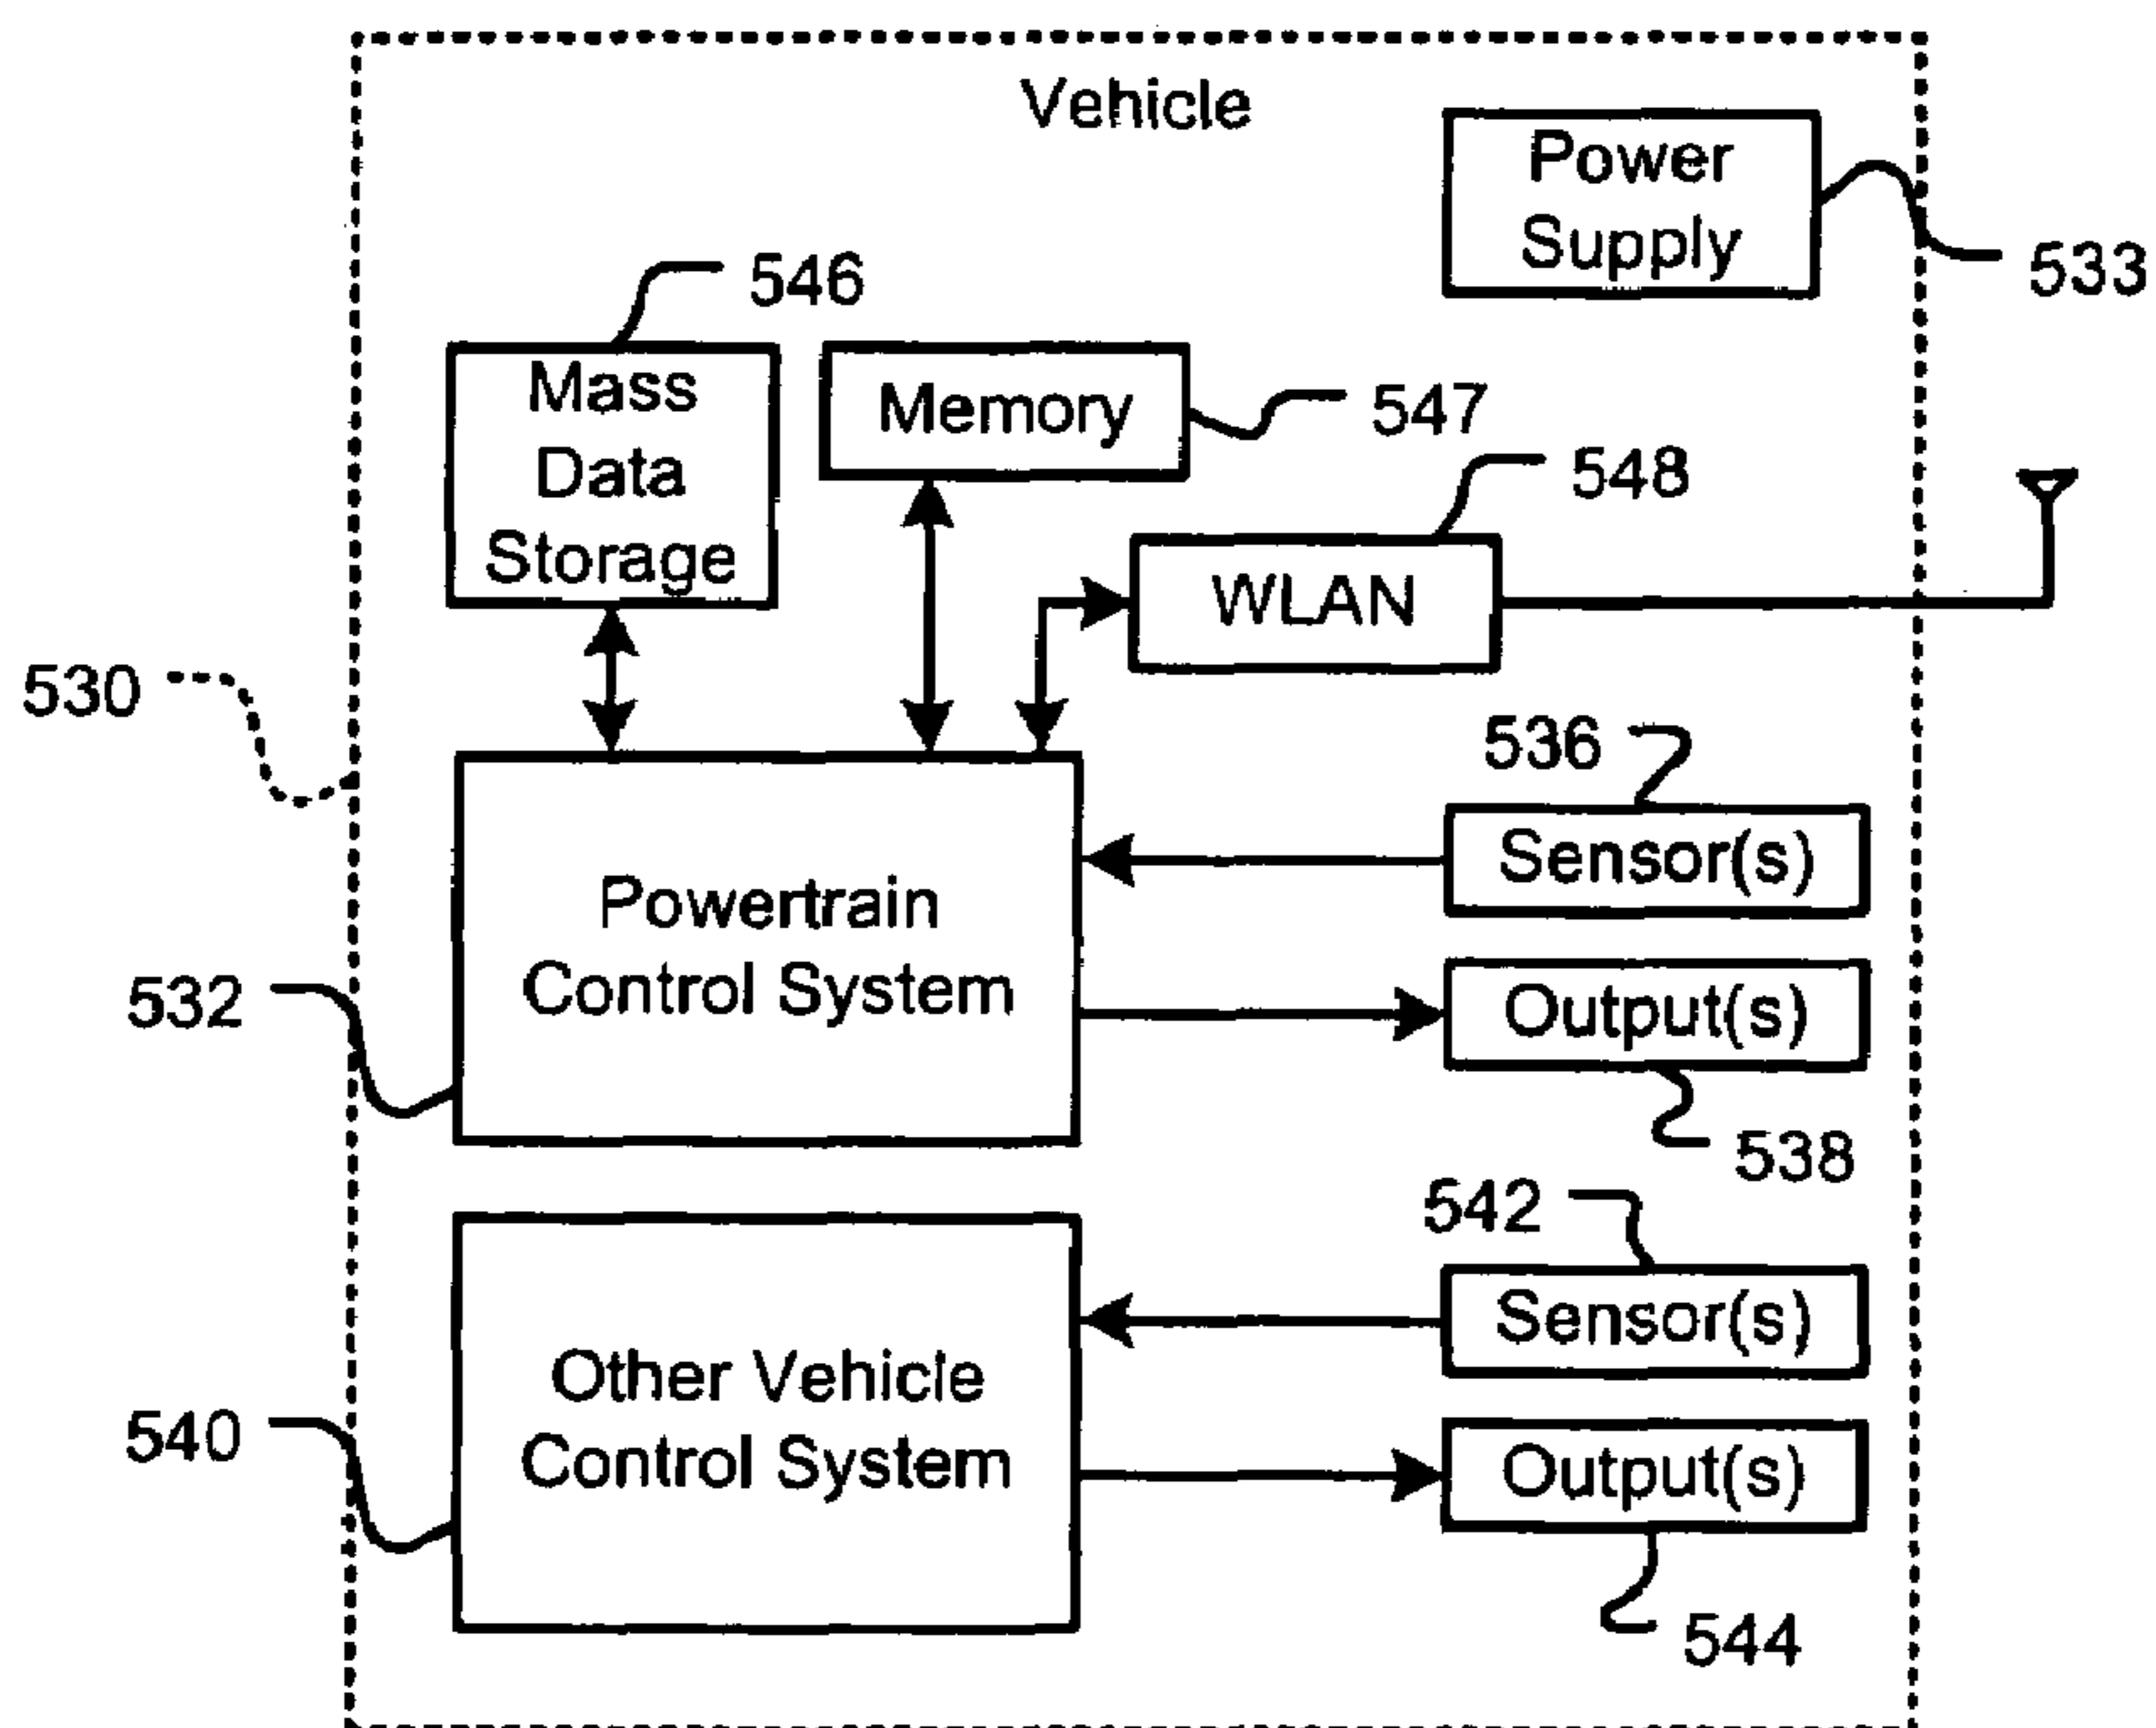 Vehicle
Power
Supply
533
546
Mass
Data
Storage
Memory
547
548
WLAN
530
536
Sensor(s)
Powertrain
Control System
532
Output(s)
538
542
Sensor(s)
Other Vehicle
Control System
540
Output(s)
544